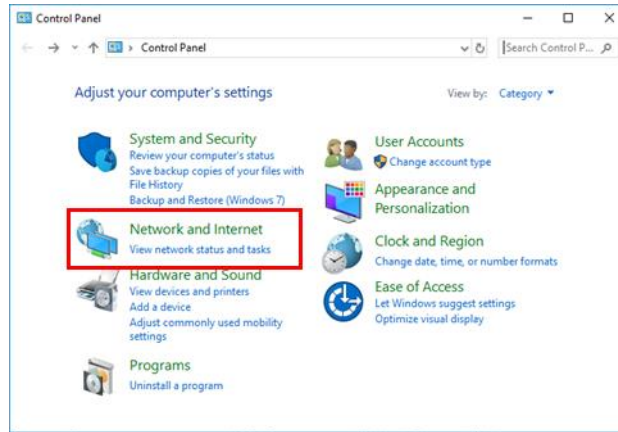 Control Panel
Control Panel
Search Control P...
Adjust your computer's settings
View by: Category
System and Security
Review your computer's status
Save backup copies of your files with
File History
Backup and Restore (Windows 7)
Network and Internet
View network status and tasks
Hardware and Sound
View devices and printers
Add a device
Adjust commonly used mobility
settings
Programs
Uninstall a program
User Accounts
Change account type
Appearance and
Personalization
Clock and Region
Change date, time, or number formats
Ease of Access
Let Windows suggest settings
Optimize visual display